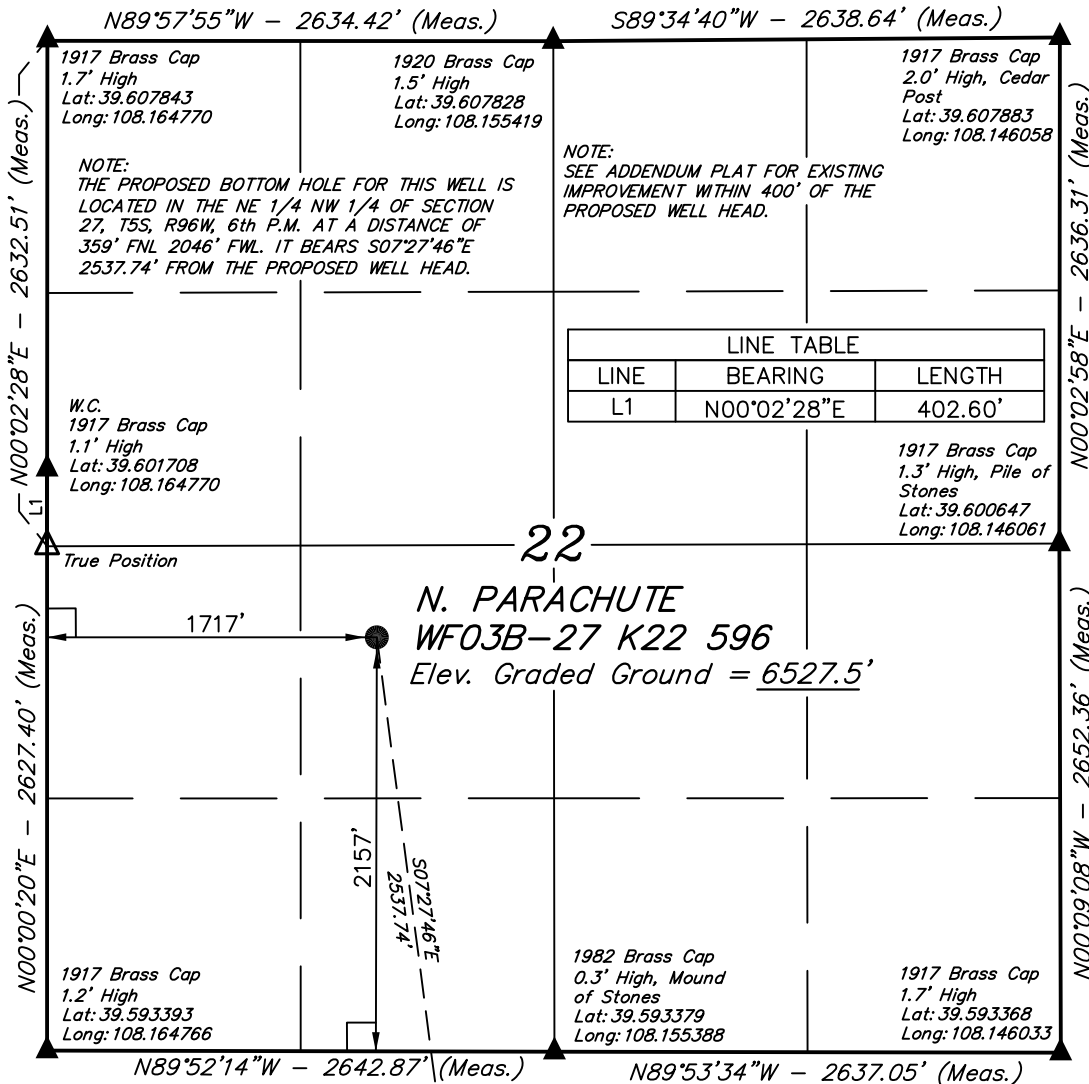 N89°57'55"W - 2634.42' (Meas.)
S89°34'40"W - 2638.64' (Meas.)
1917 Brass Cap
1.7' High
Lat: 39.607843
Long: 108.164770
1920 Brass Cap
1.5' High
Lat: 39.607828
Long: 108.155419
1917 Brass Cap
2.0' High, Cedar
Post
Lat: 39.607883
Long: 108.146058
N00°02'28"E - 2632.51' (Meas.)
N00°02'58"E - 2636.31' (Meas.)
NOTE:
THE PROPOSED BOTTOM HOLE FOR THIS WELL IS
LOCATED IN THE NE 1/4 NW 1/4 OF SECTION
27, T5S, R96W, 6th P.M. AT A DISTANCE OF
359' FNL 2046' FWL. IT BEARS S07°27'46"E
2537.74' FROM THE PROPOSED WELL HEAD.
NOTE:
SEE ADDENDUM PLAT FOR EXISTING
IMPROVEMENT WITHIN 400' OF THE
PROPOSED WELL HEAD.
LINE TABLE
LINE BEARING LENGTH
L1 N00°02'28"E 402.60'
W.C.
1917 Brass Cap
1.1' High
Lat: 39.601708
Long: 108.164770
1917 Brass Cap
1.3' High, Pile of
Stones
Lat: 39.600647
Long: 108.146061
L1
True Position
22
N. PARACHUTE
WF03B-27 K22 596
Elev. Graded Ground = 6527.5'
1717'
2157'
S07°27'46"E
2537.74'
N00°00'20"E - 2627.40' (Meas.)
N00°09'08"W - 2652.36' (Meas.)
1917 Brass Cap
1.2' High
Lat: 39.593393
Long: 108.164766
1982 Brass Cap
0.3' High, Mound
of Stones
Lat: 39.593379
Long: 108.155388
1917 Brass Cap
1.7' High
Lat: 39.593368
Long: 108.146033
N89°52'14"W - 2642.87' (Meas.)
N89°53'34"W - 2637.05' (Meas.)